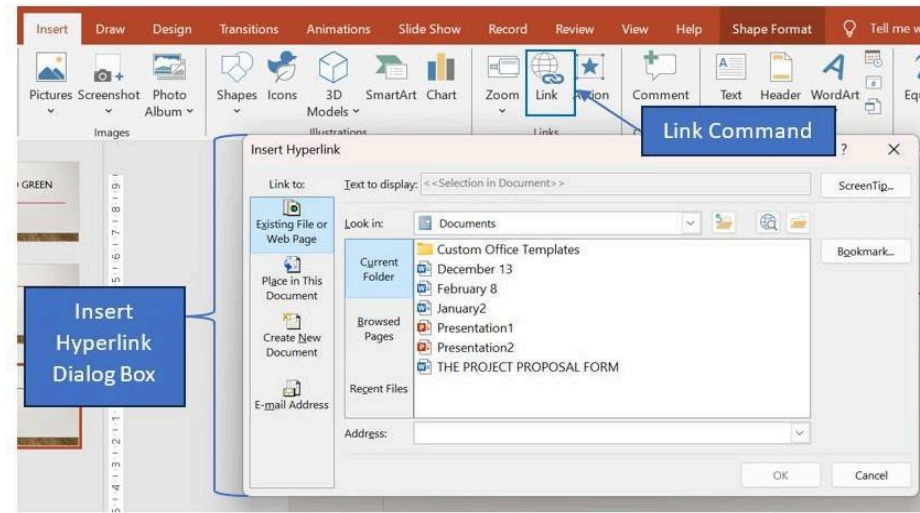 Insert Draw Design Transitions Animations Slide Show Record Review View Help Shape Format Tell me
Pictures Screenshot Photo Album Shapes Icons 3D Models SmartArt Chart Zoom Link Action Comment Text Header WordArt
Images Illustrations Links
Link Command
GREEN
Insert Hyperlink ? X
Link to:
Text to display: <<Selection in Document>>
ScreenTip...
Existing File or
Web Page
Look in: Documents
Bookmark...
Current
Folder
Custom Office Templates
December 13
February 8
January2
Presentation1
Presentation2
THE PROJECT PROPOSAL FORM
Place in This
Document
Browsed
Pages
Create New
Document
Recent Files
E-mail Address
Address:
OK Cancel
Insert
Hyperlink
Dialog Box